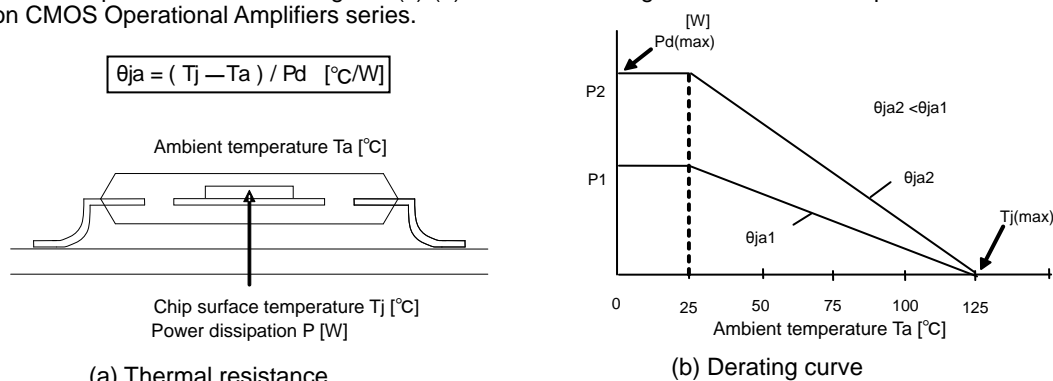 on CMOS Operational Amplifiers series.
θja = ( Tj — Ta ) / Pd [°C/W]
Ambient temperature Ta [°C]
Chip surface temperature Tj [°C]
Power dissipation P [W]
(a) Thermal resistance
[W]
Pd(max)
P2
θja2 <θja1
P1
θja2
Tj(max)
θja1
0 25 50 75 100 125
Ambient temperature Ta [°C]
(b) Derating curve